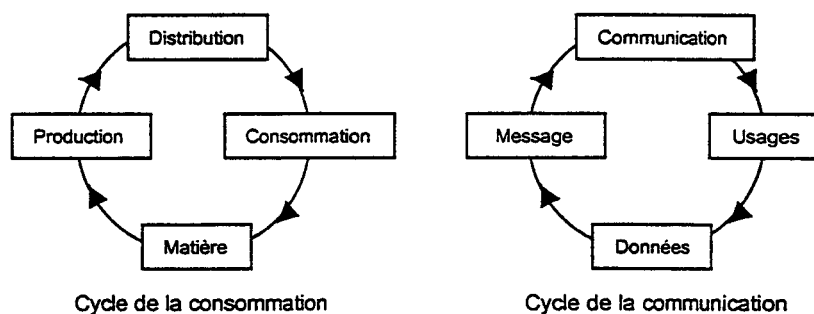 Distribution
Production
Consommation
Matière
Cycle de la consommation
Communication
Message
Usages
Données
Cycle de la communication